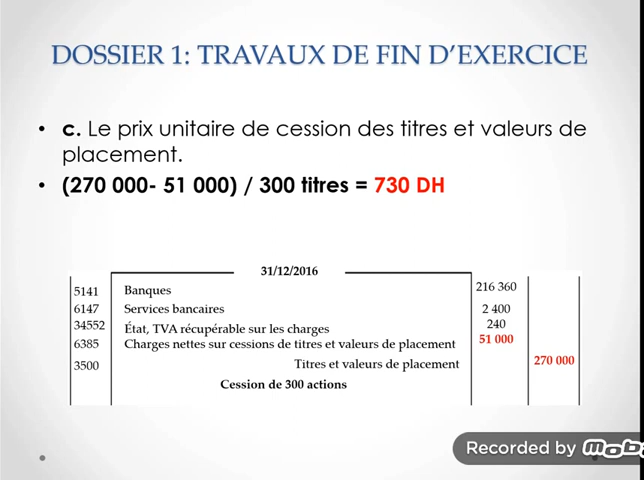 DOSSIER 1: TRAVAUX DE FIN D'EXERCICE
• c. Le prix unitaire de cession des titres et valeurs de
placement.
• (270 000- 51 000) / 300 titres = 730 DH
31/12/2016
5141 Banques 216 360
6147 Services bancaires 2 400
34552 État, TVA récupérable sur les charges 240
6385 Charges nettes sur cessions de titres et valeurs de placement 51 000
3500 Titres et valeurs de placement 270 000
Cession de 300 actions
Recorded by